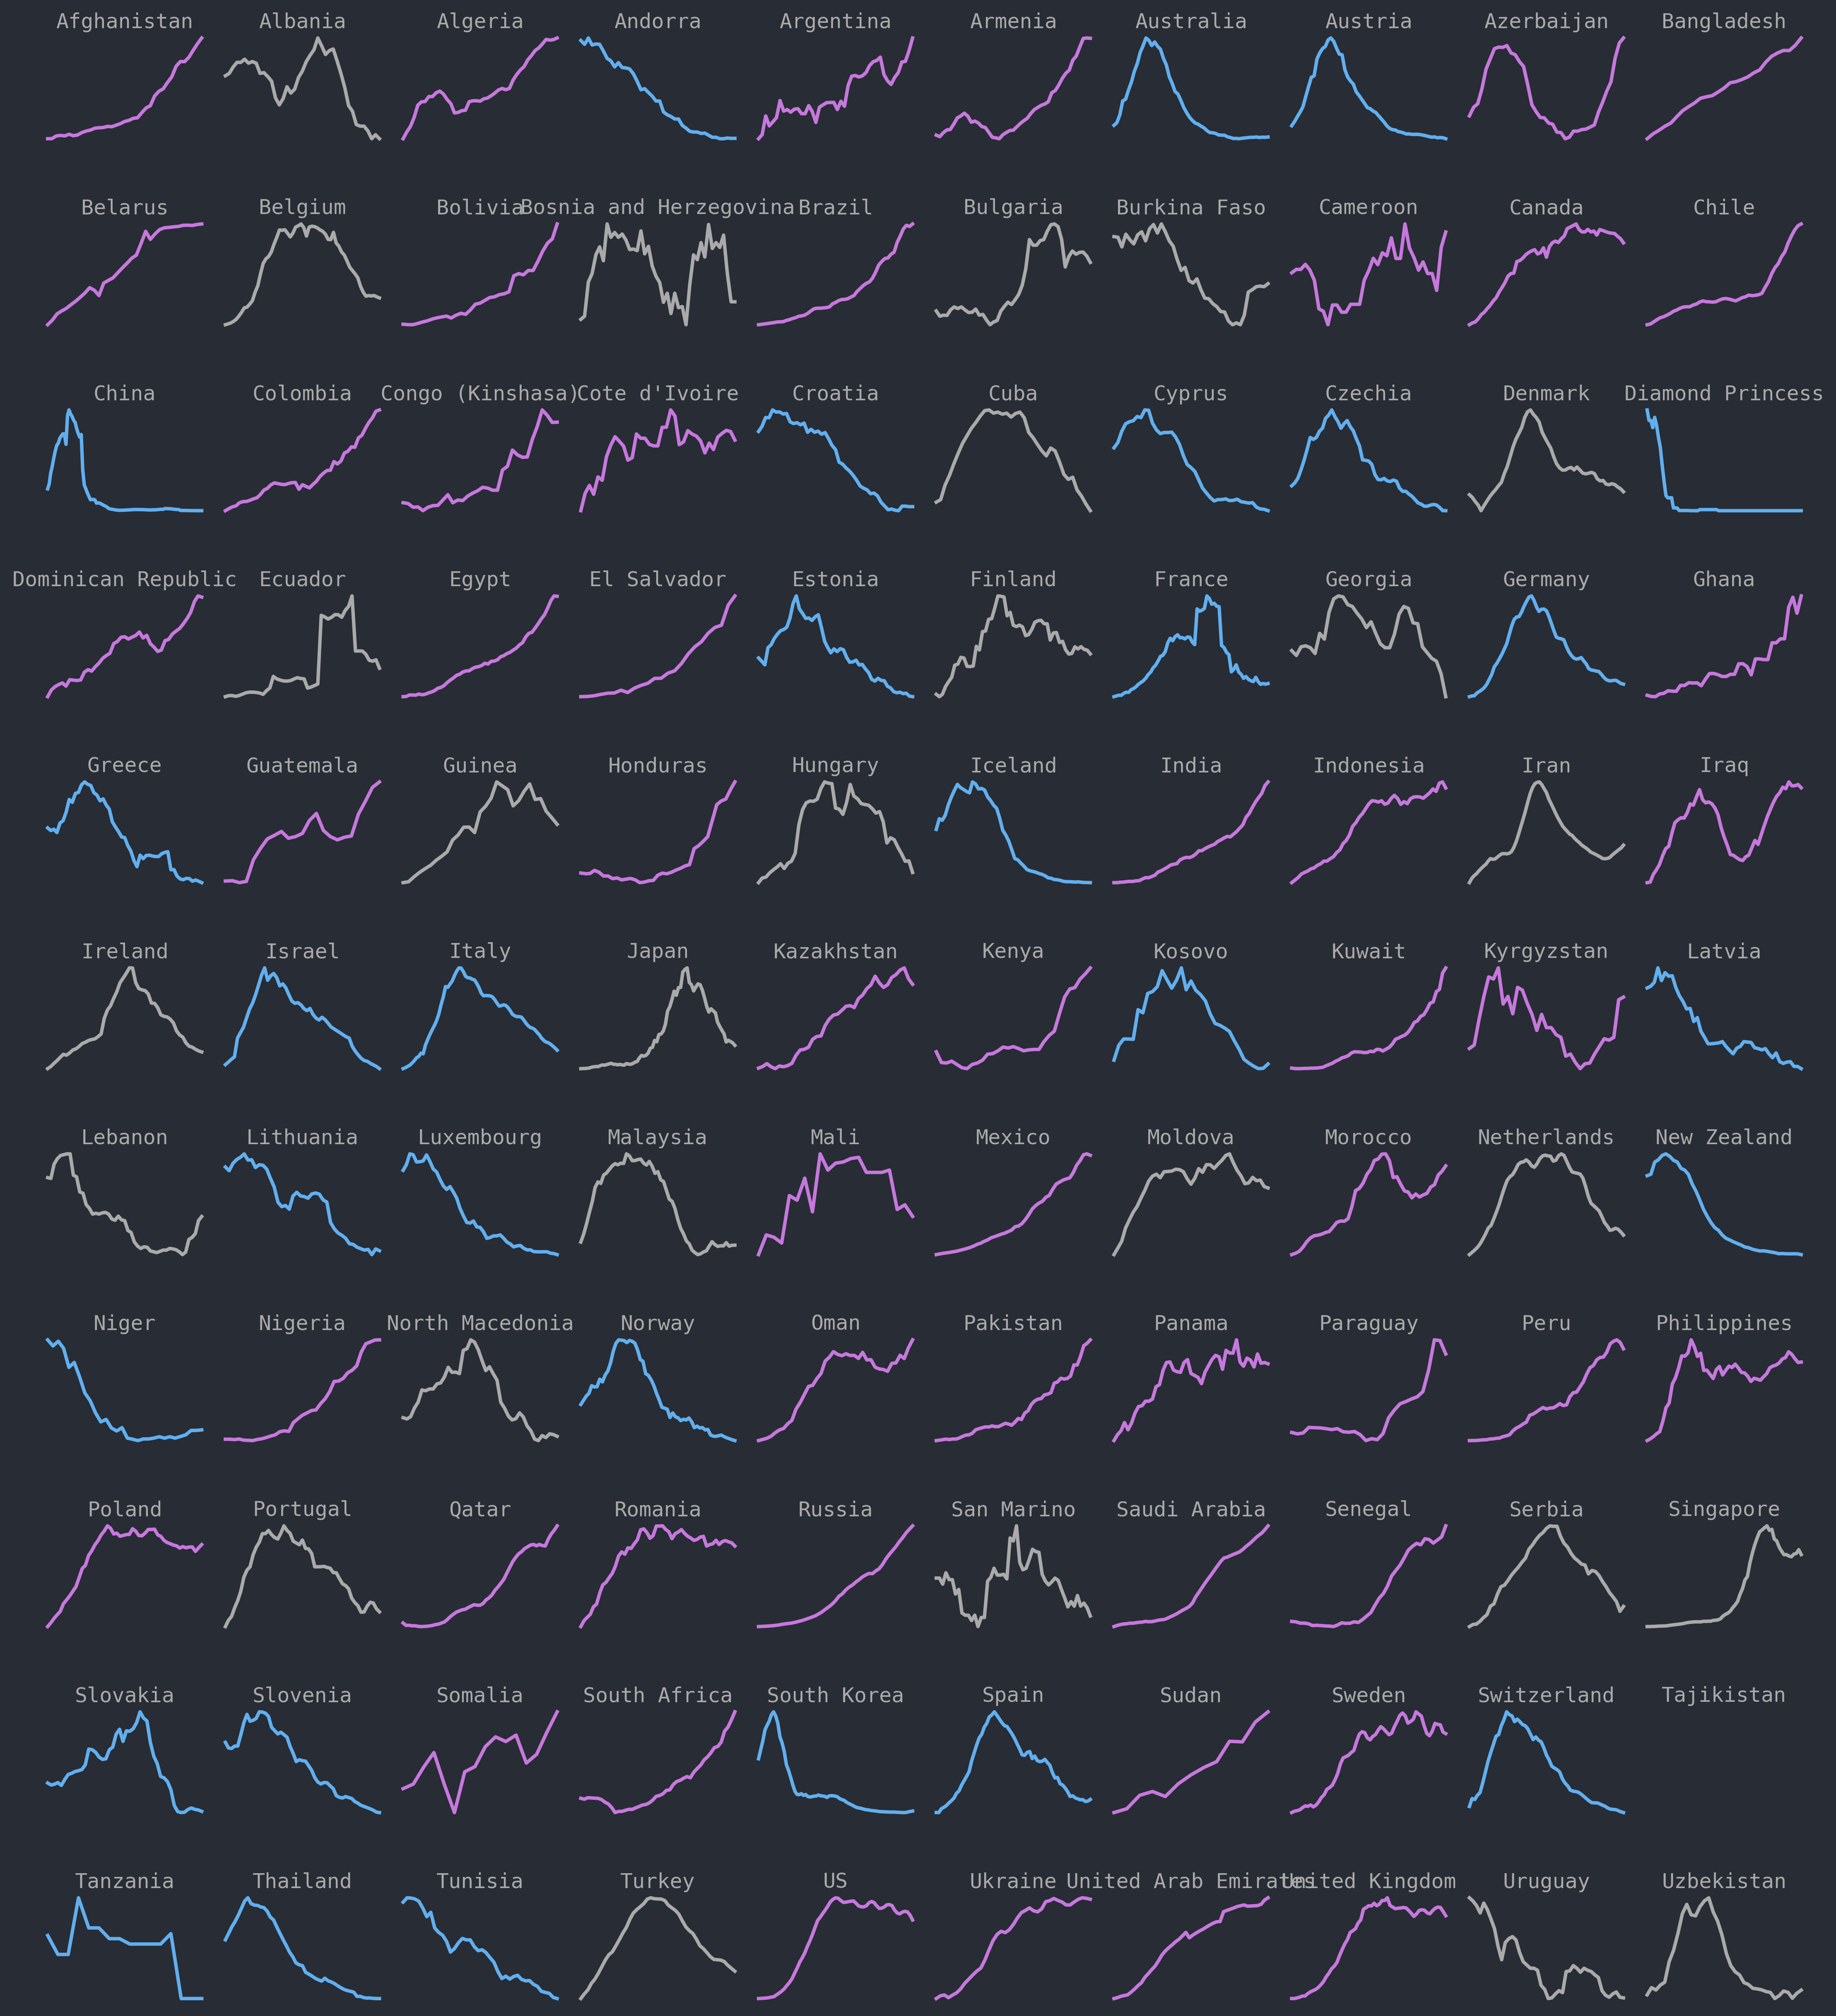 Afghanistan Albania Algeria Andorra Argentina Armenia Australia Austria Azerbaijan Bangladesh
Belarus Belgium Bolivia Bosnia and Herzegovina Brazil Bulgaria Burkina Faso Cameroon Canada Chile
China Colombia Congo (Kinshasa) Cote d'Ivoire Croatia Cuba Cyprus Czechia Denmark Diamond Princess
Dominican Republic Ecuador Egypt El Salvador Estonia Finland France Georgia Germany Ghana
Greece Guatemala Guinea Honduras Hungary Iceland India Indonesia Iran Iraq
Ireland Israel Italy Japan Kazakhstan Kenya Kosovo Kuwait Kyrgyzstan Latvia
Lebanon Lithuania Luxembourg Malaysia Mali Mexico Moldova Morocco Netherlands New Zealand
Niger Nigeria North Macedonia Norway Oman Pakistan Panama Paraguay Peru Philippines
Poland Portugal Qatar Romania Russia San Marino Saudi Arabia Senegal Serbia Singapore
Slovakia Slovenia Somalia South Africa South Korea Spain Sudan Sweden Switzerland Tajikistan
Tanzania Thailand Tunisia Turkey US Ukraine United Arab Emirates United Kingdom Uruguay Uzbekistan